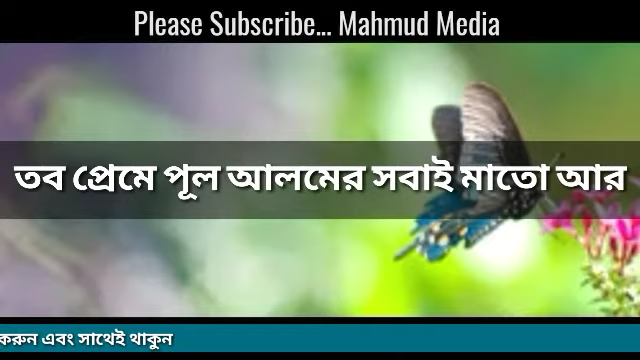 Please Subscribe... Mahmud Media
তব প্রেমে পূল আলমের সবাই মাতো আর
করুন এবং সাথেই থাকুন